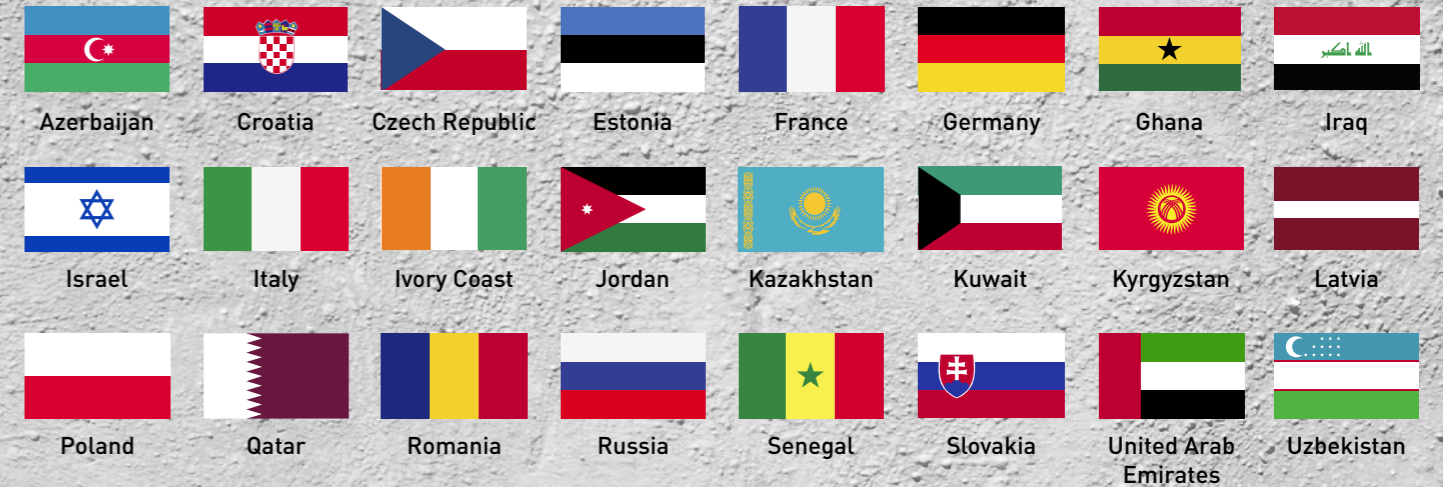 Azerbaijan
Croatia
Czech Republic
Estonia
France
Germany
Ghana
الله اكبر
Iraq
Israel
Italy
Ivory Coast
Jordan
Kazakhstan
Kuwait
Kyrgyzstan
Latvia
Poland
Qatar
Romania
Russia
Senegal
Slovakia
United Arab
Emirates
Uzbekistan